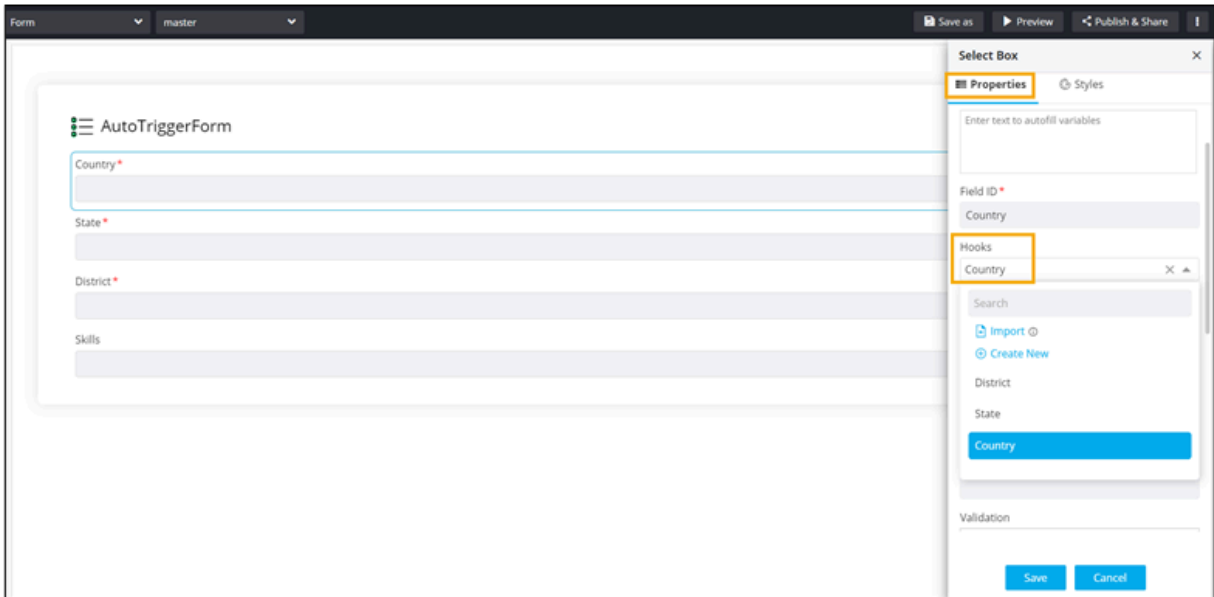 Form master Save as Preview Publish & Share
Select Box
Properties Styles
Enter text to autofill variables
AutoTriggerForm
Country*
Field ID*
Country
State*
Hooks
Country
District*
Search
Import
Create New
Skills
District
State
Country
Validation
Save Cancel